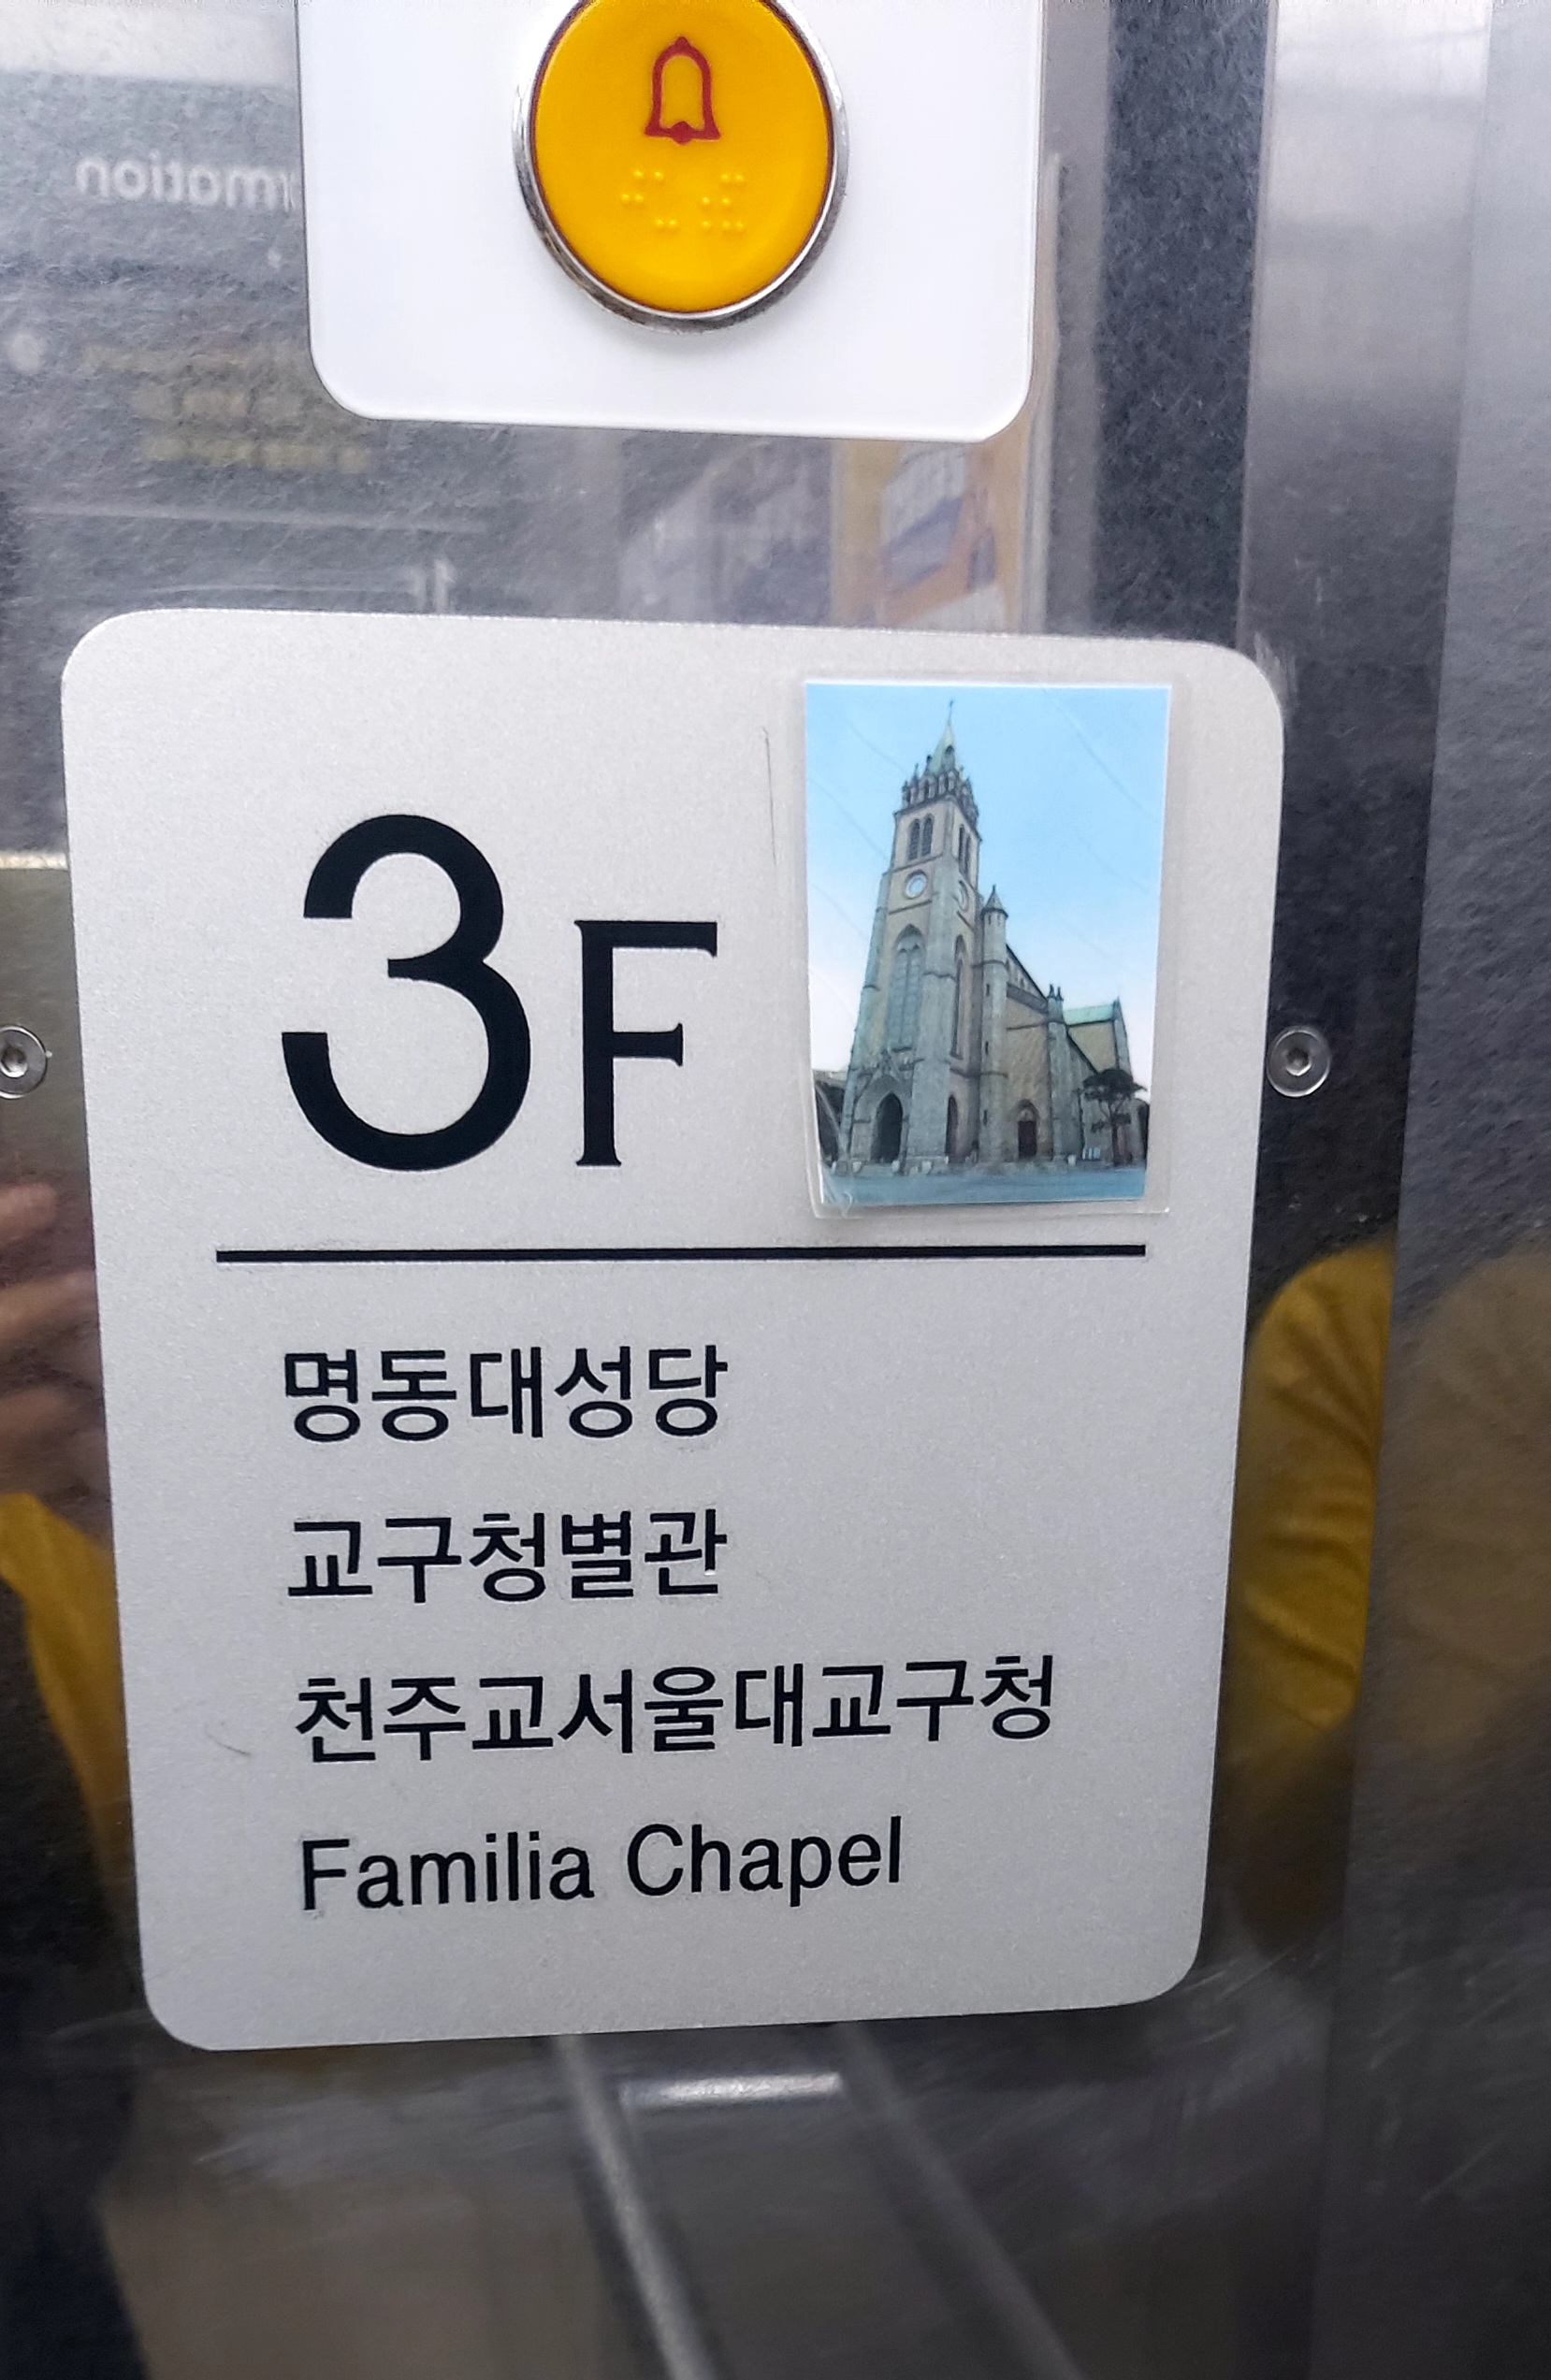 rmation
3F
명동대성당
교구청별관
천주교서울대교구청
Familia Chapel